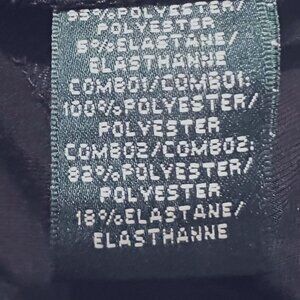 95%POLYESTER/
POLYESTER
5%ELASTANE/
ELASTHANNE
COMBO1/COMBO1:
100%POLYESTER/
POLYESTER
COMBO2/COMBO2:
82%POLYESTER/
POLYESTER
18%ELASTANE/
ELASTHANNE